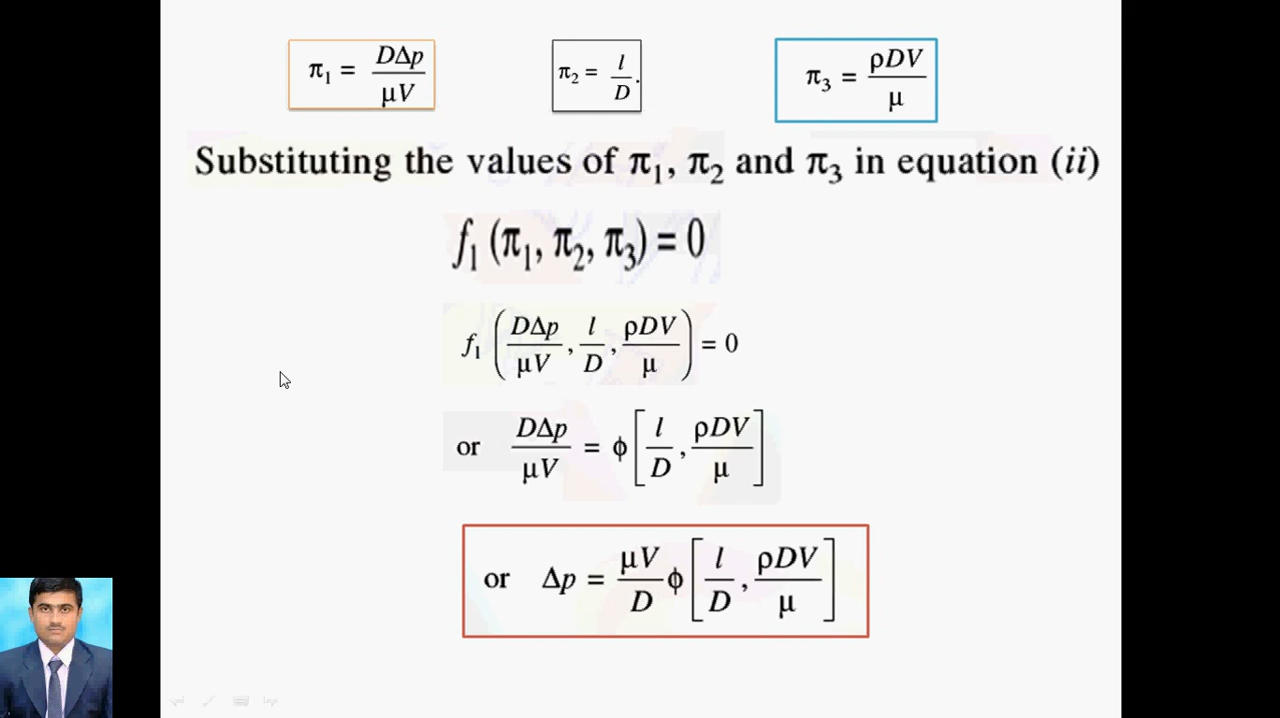 π₁ = DΔp / μV    π₂ = l / D.    π₃ = ρDV / μ
Substituting the values of π₁, π₂ and π₃ in equation (ii)
f₁ (π₁, π₂, π₃) = 0
f₁ (DΔp / μV, l / D, ρDV / μ) = 0
or DΔp / μV = ϕ [l / D, ρDV / μ]
or Δp = μV / D ϕ [l / D, ρDV / μ]